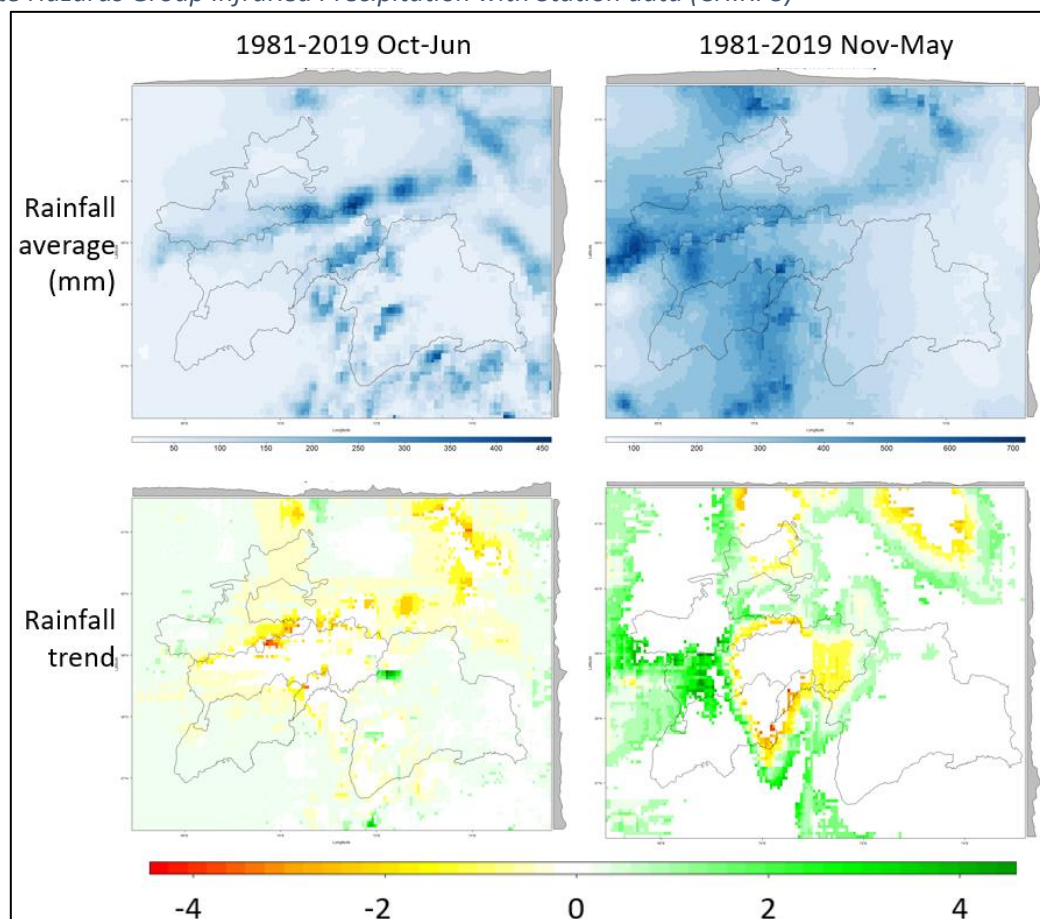 Hazards Group Infrared Precipitation with Station data (CHIRPS)
1981-2019 Oct-Jun
1981-2019 Nov-May
Rainfall
average
(mm)
50 100 150 200 250 300 350 400 450
100 200 300 400 500 600 700
Rainfall
trend
Longitude
-4 -2 0 2 4